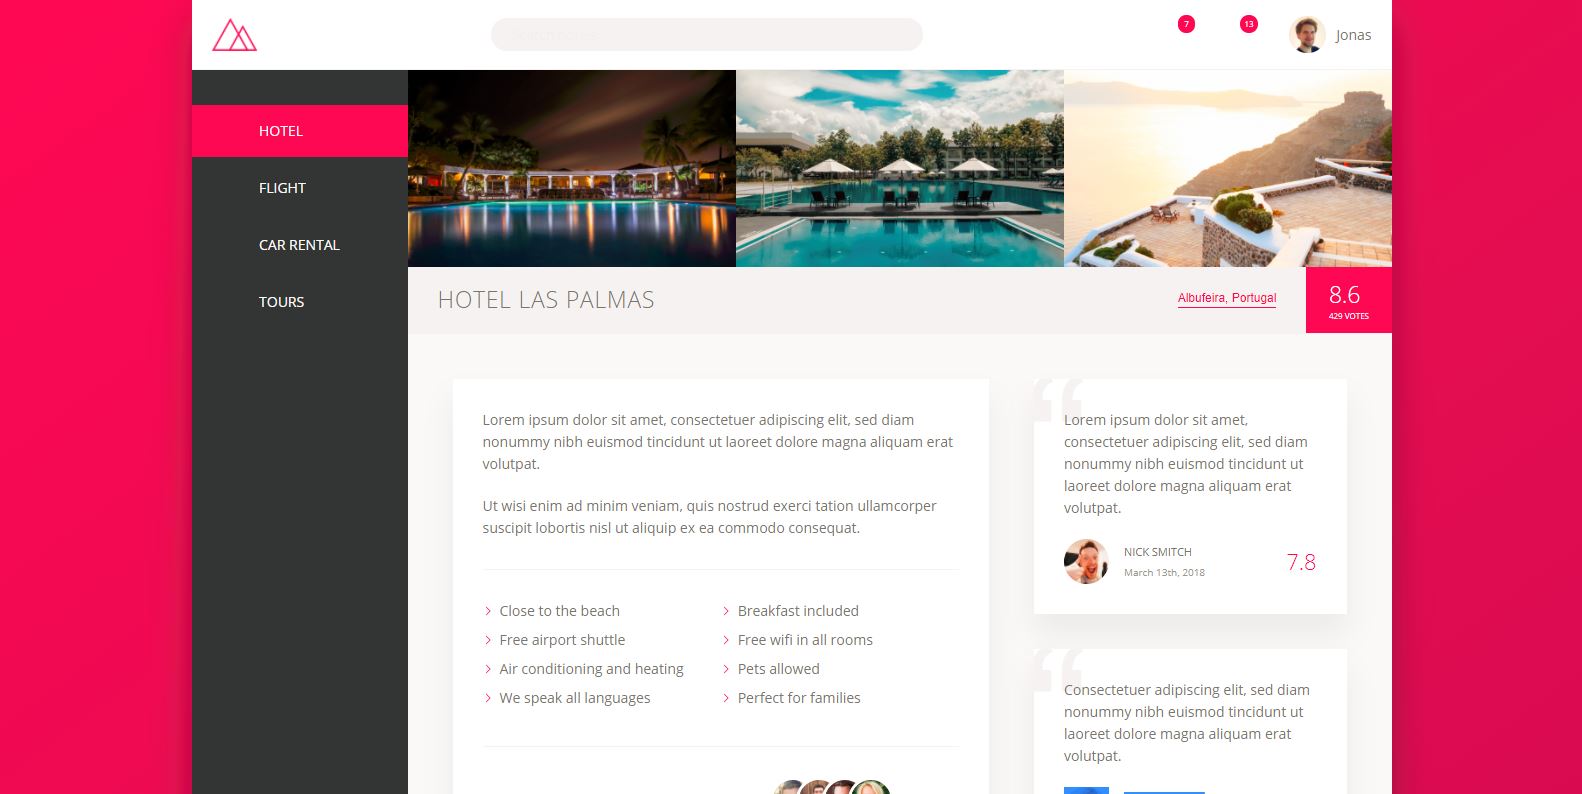 Search hotels
7
13
Jonas
HOTEL
FLIGHT
CAR RENTAL
TOURS
HOTEL LAS PALMAS
Albufeira, Portugal
8.6
429 VOTES
Lorem ipsum dolor sit amet, consectetuer adipiscing elit, sed diam
nonummy nibh euismod tincidunt ut laoreet dolore magna aliquam erat
volutpat.
Ut wisi enim ad minim veniam, quis nostrud exerci tation ullamcorper
suscipit lobortis nisl ut aliquip ex ea commodo consequat.
Close to the beach
Breakfast included
Free airport shuttle
Free wifi in all rooms
Air conditioning and heating
Pets allowed
We speak all languages
Perfect for families
“
Lorem ipsum dolor sit amet,
consectetuer adipiscing elit, sed diam
nonummy nibh euismod tincidunt ut
laoreet dolore magna aliquam erat
volutpat.
NICK SMITCH
March 13th, 2018
7.8
“
Consectetuer adipiscing elit, sed diam
nonummy nibh euismod tincidunt ut
laoreet dolore magna aliquam erat
volutpat.